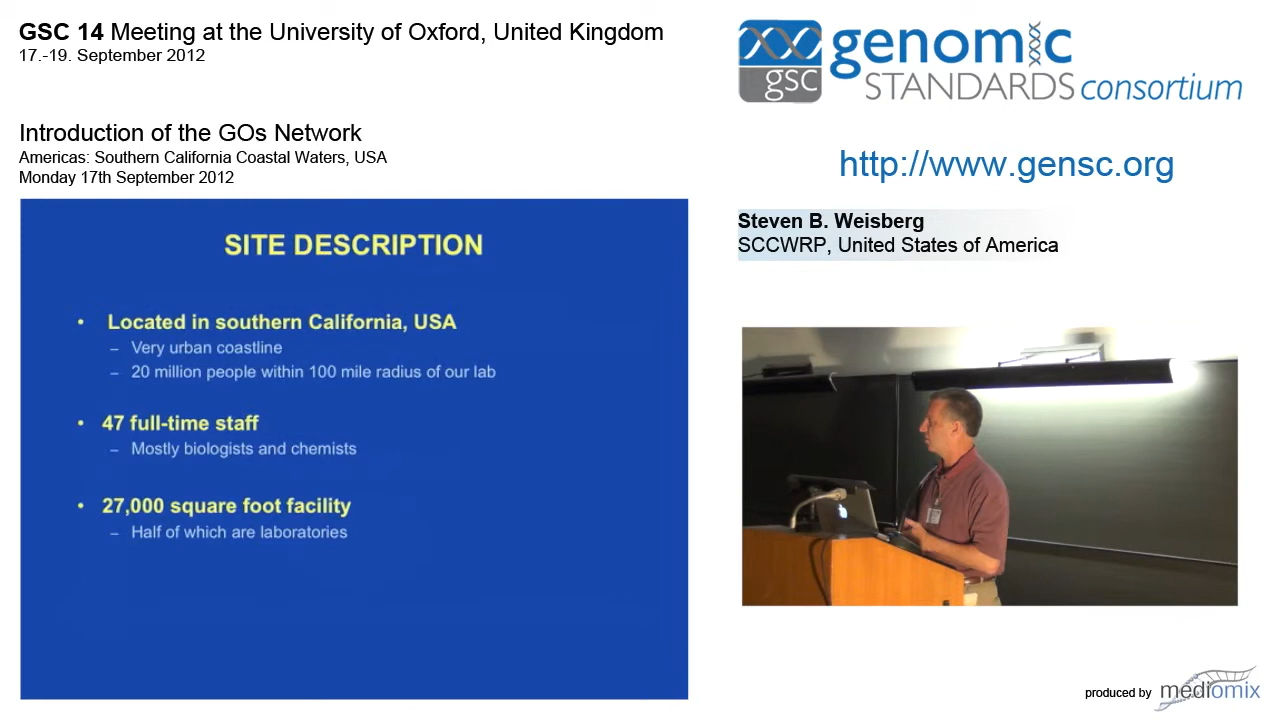 GSC 14 Meeting at the University of Oxford, United Kingdom
17.-19. September 2012
genomic
gsc
STANDARDS consortium
Introduction of the GOs Network
Americas: Southern California Coastal Waters, USA
Monday 17th September 2012
http://www.gensc.org
Steven B. Weisberg
SCCWRP, United States of America
SITE DESCRIPTION
• Located in southern California, USA
– Very urban coastline
– 20 million people within 100 mile radius of our lab
• 47 full-time staff
– Mostly biologists and chemists
• 27,000 square foot facility
– Half of which are laboratories
produced by mediomix